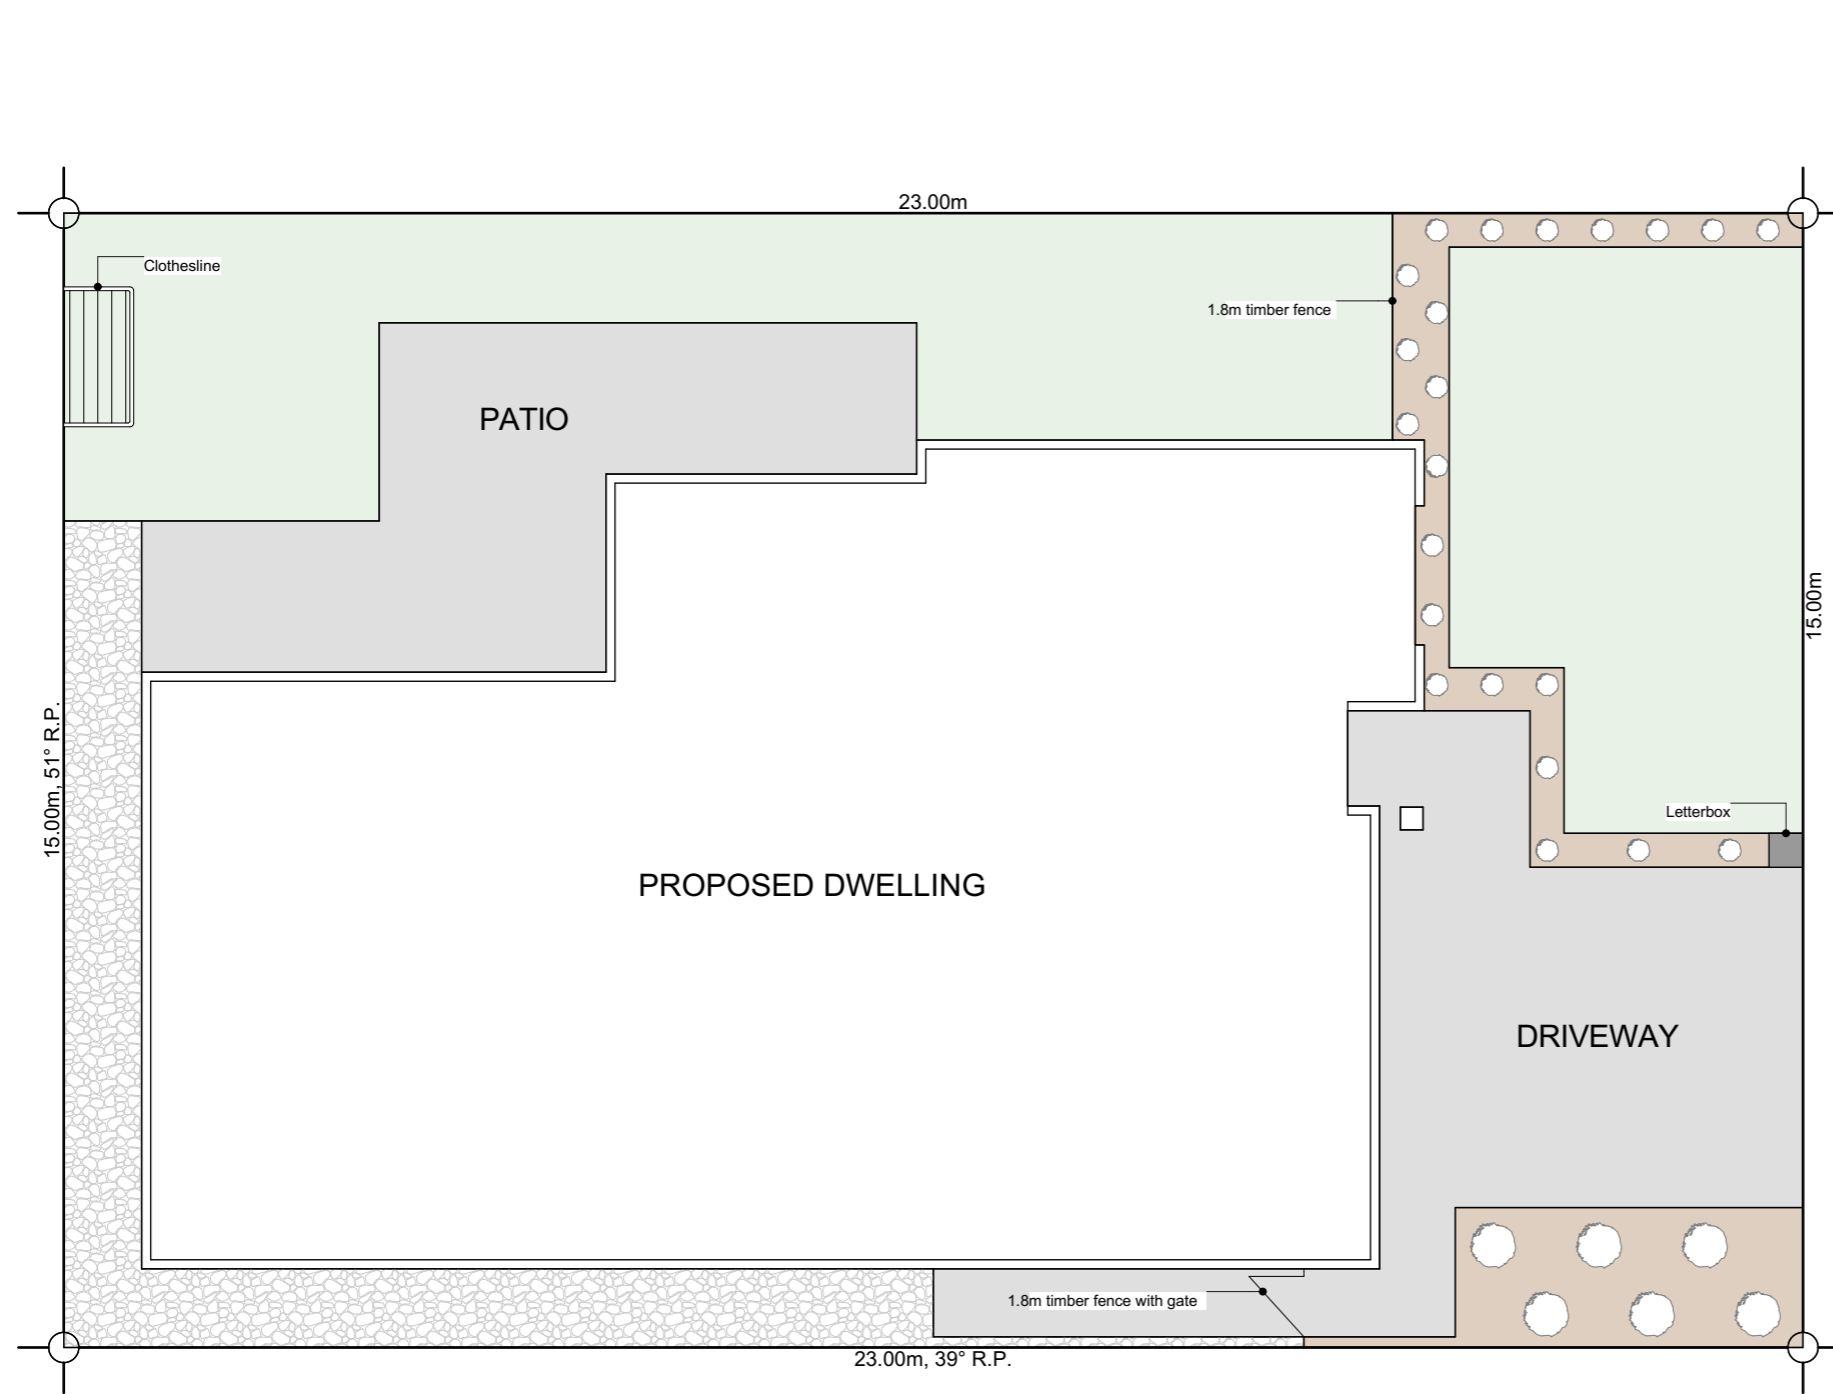 23.00m
Clothesline
1.8m timber fence
PATIO
15.00m
15.00m, 51° R.P.
Letterbox
PROPOSED DWELLING
DRIVEWAY
1.8m timber fence with gate
23.00m, 39° R.P.